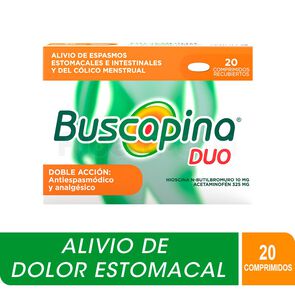 ALIVIO DE ESPASMOS
ESTOMACALES E INTESTINALES
Y DEL CÓLICO MENSTRUAL
20
COMPRIMIDOS
RECUBIERTOS
Buscapina®
DUO
DOBLE ACCIÓN:
Antiespasmódico
y analgésico
HIOSCINA N-BUTILBROMURO 10 MG
ACETAMINOFÉN 325 MG
ALIVIO DE
DOLOR ESTOMACAL
20
COMPRIMIDOS